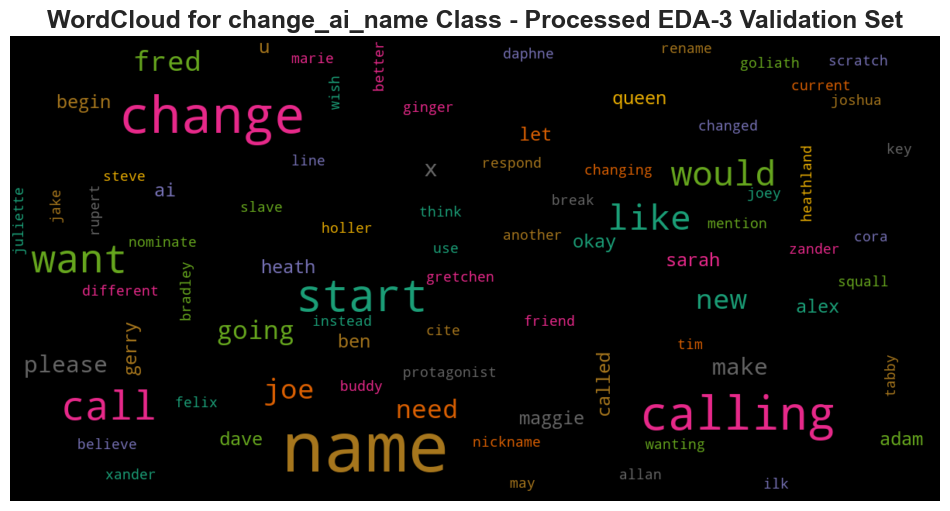 WordCloud for change_ai_name Class - Processed EDA-3 Validation Set
u
marie
better
daphne
rename
fred
goliath
scratch
wish
current
begin
change
ginger
queen
joshua
let
changed
key
line
x
respond
changing
would
heathland
steve
ai
joey
juliette
jake
rupert
slave
think
break
like
mention
holler
another
okay
cora
nominate
use
zander
want
heath
sarah
bradley
gretchen
squall
different
start
new
alex
instead
friend
going
cite
gerry
ben
tim
please
protagonist
make
tabby
joe
buddy
called
call
felix
need
maggie
calling
believe
dave
name
nickname
wanting
adam
xander
may
allan
ilk